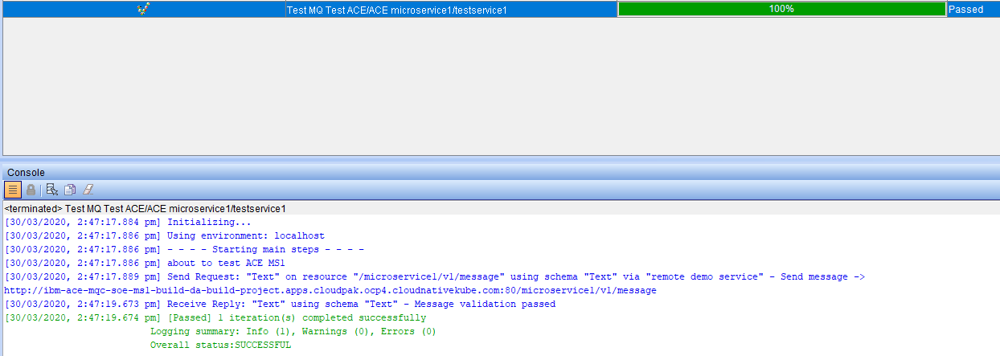 Test MQ Test ACE/ACE microservice1/testservice1 100% Passed
Console
<terminated> Test MQ Test ACE/ACE microservice1/testservice1
[30/03/2020, 2:47:17.884 pm] Initializing...
[30/03/2020, 2:47:17.886 pm] Using environment: localhost
[30/03/2020, 2:47:17.886 pm] - - - - Starting main steps - - - -
[30/03/2020, 2:47:17.886 pm] about to test ACE MS1
[30/03/2020, 2:47:17.889 pm] Send Request: "Text" on resource "/microservice1/v1/message" using schema "Text" via "remote demo service" - Send message ->
http://ibm-ace-mqc-soe-ms1-build-da-build-project.apps.cloudpak.ocp4.cloudnativekube.com:80/microservice1/v1/message
[30/03/2020, 2:47:19.673 pm] Receive Reply: "Text" using schema "Text" - Message validation passed
[30/03/2020, 2:47:19.674 pm] [Passed] 1 iteration(s) completed successfully
Logging summary: Info (1), Warnings (0), Errors (0)
Overall status:SUCCESSFUL